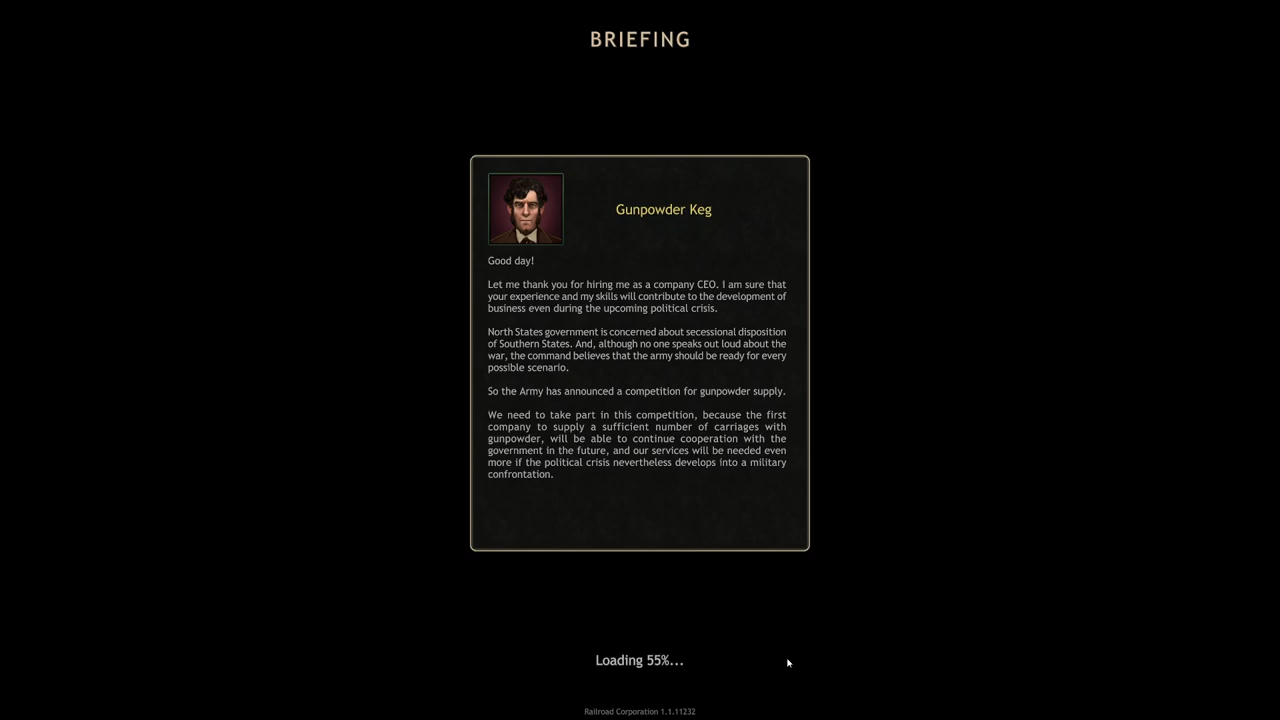 BRIEFING
Gunpowder Keg
Good day!
Let me thank you for hiring me as a company CEO. I am sure that
your experience and my skills will contribute to the development of
business even during the upcoming political crisis.
North States government is concerned about secessional disposition
of Southern States. And, although no one speaks out loud about the
war, the command believes that the army should be ready for every
possible scenario.
So the Army has announced a competition for gunpowder supply.
We need to take part in this competition, because the first
company to supply a sufficient number of carriages with
gunpowder, will be able to continue cooperation with the
government in the future, and our services will be needed even
more if the political crisis nevertheless develops into a military
confrontation.
Loading 55%...
Railroad Corporation 1.1.11232